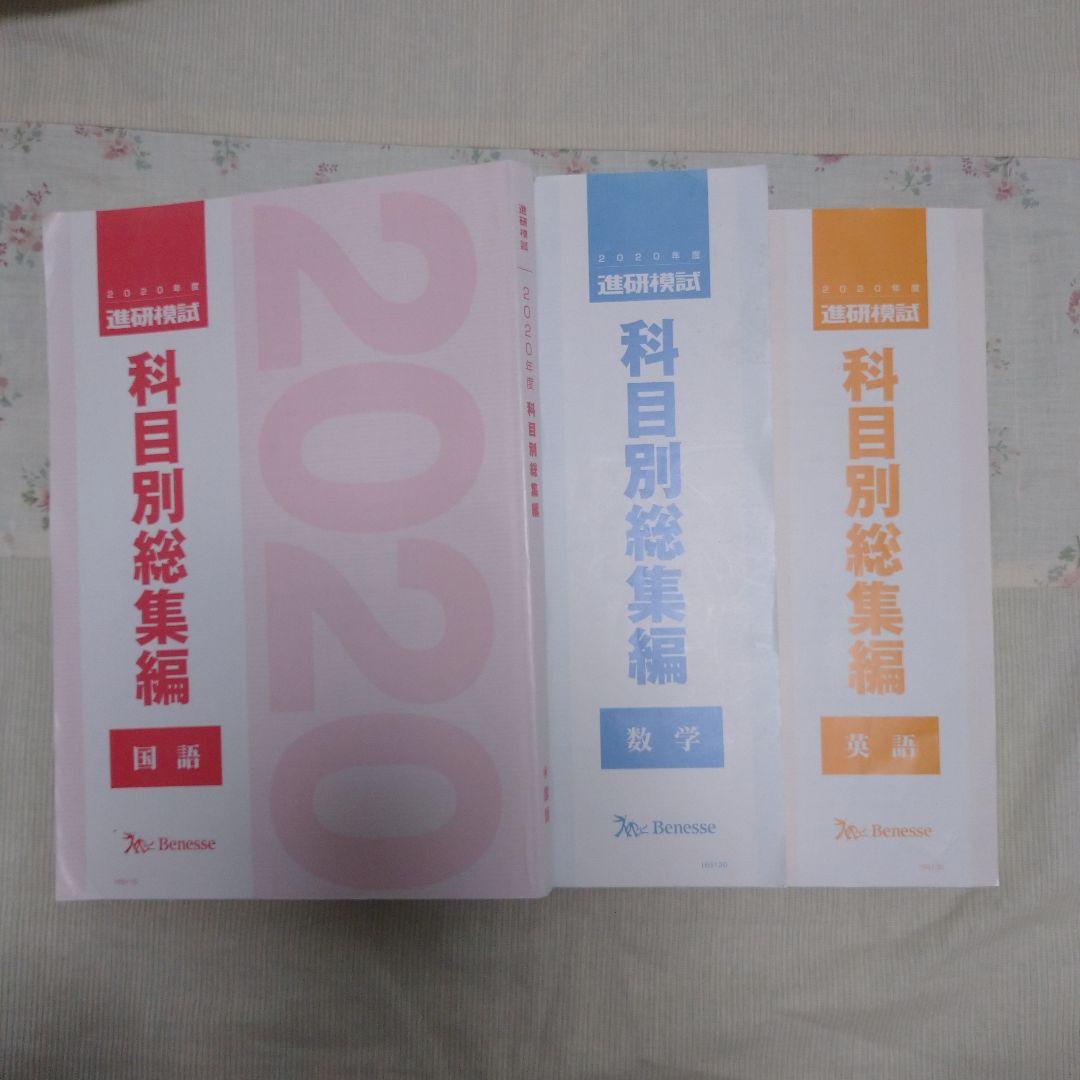 2020年度
進研模試
科目別総集編
国語
Benesse
2020
進研模試 2020年度 科目別総集編
2020年度
進研模試
科目別総集編
数学
Benesse
2020年度
進研模試
科目別総集編
英語
Benesse